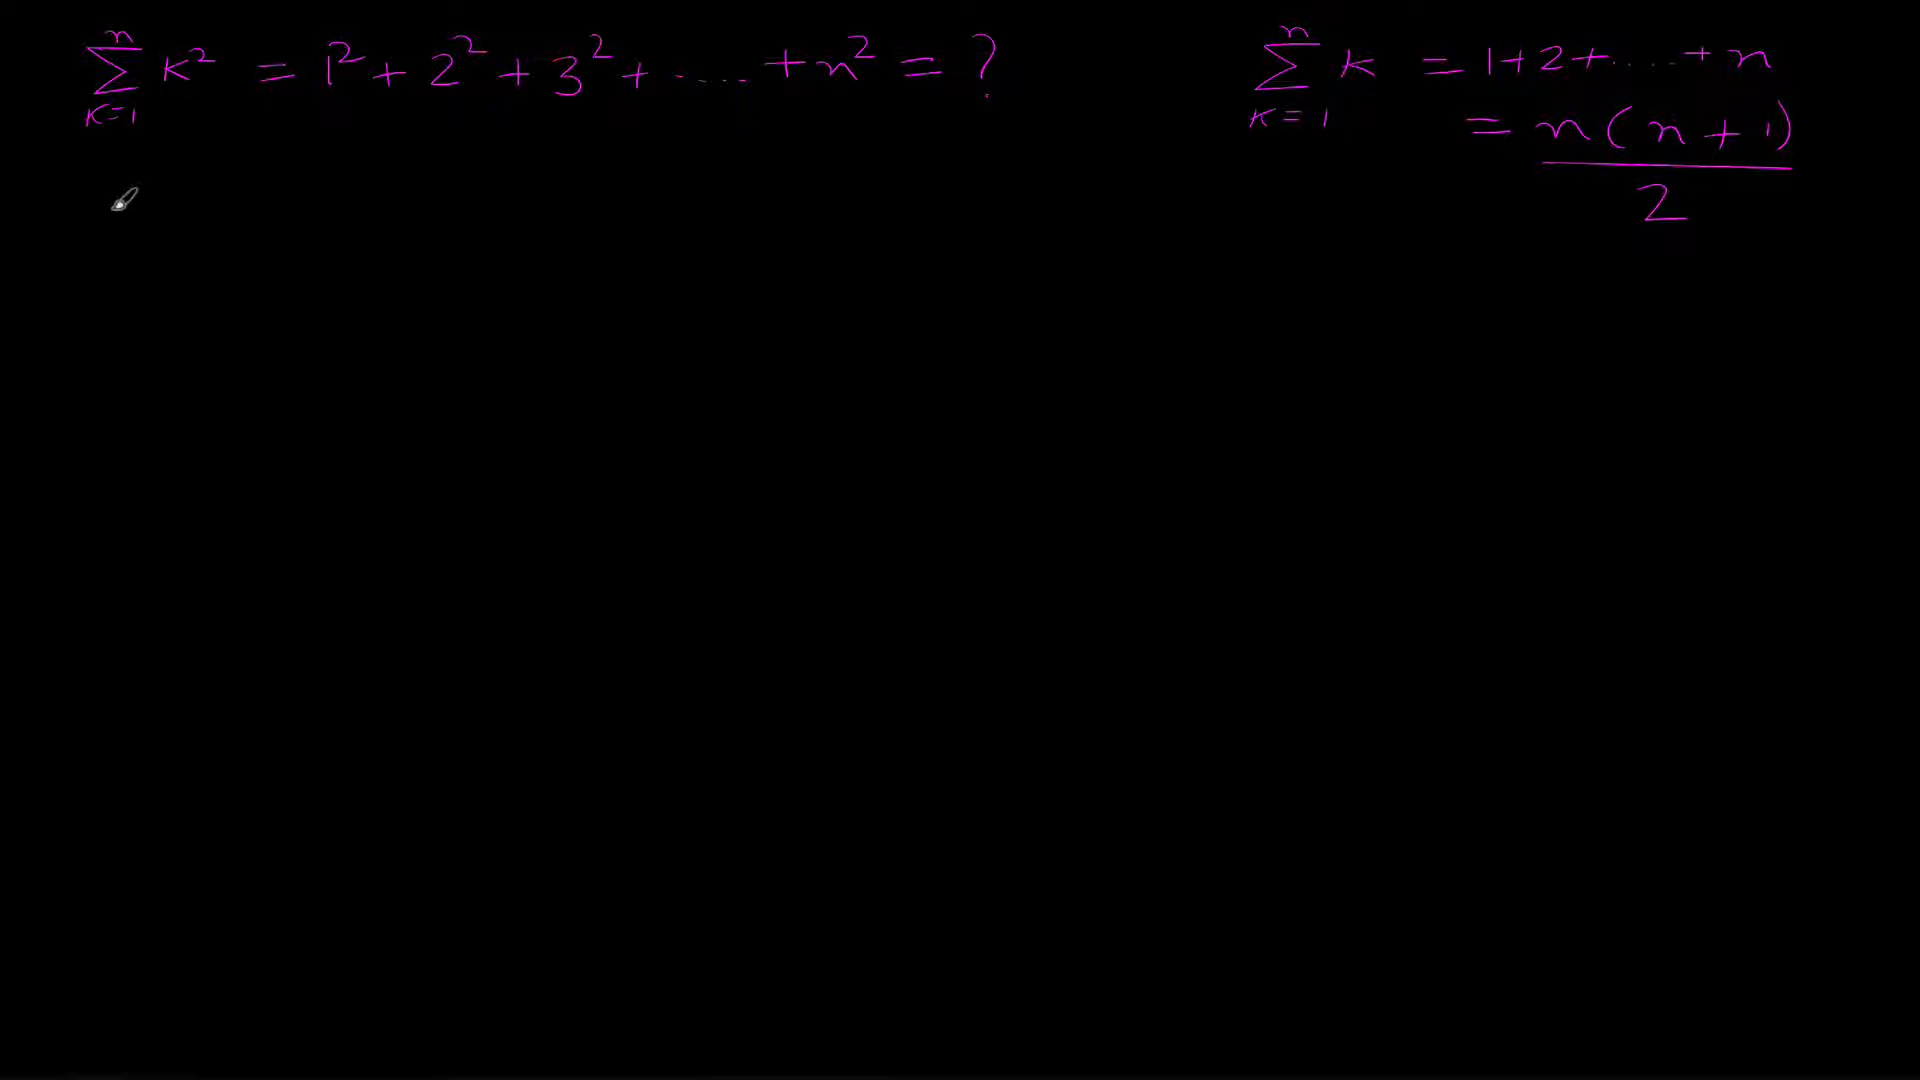 ∑_{k=1}^{n} k² = 1² + 2² + 3² + ..... + n² = ?
∑_{k=1}^{n} k = 1+2+.....+ n
= n(n+1)/2